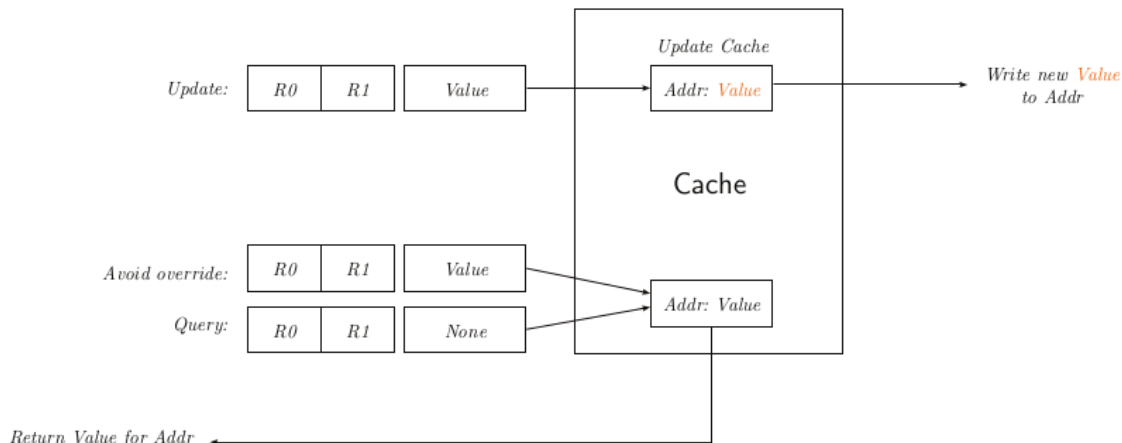 Update Cache
Update: R0 R1 Value Addr: Value
Write new Value
to Addr
Cache
Avoid override: R0 R1 Value
Addr: Value
Query: R0 R1 None
Return Value for Addr